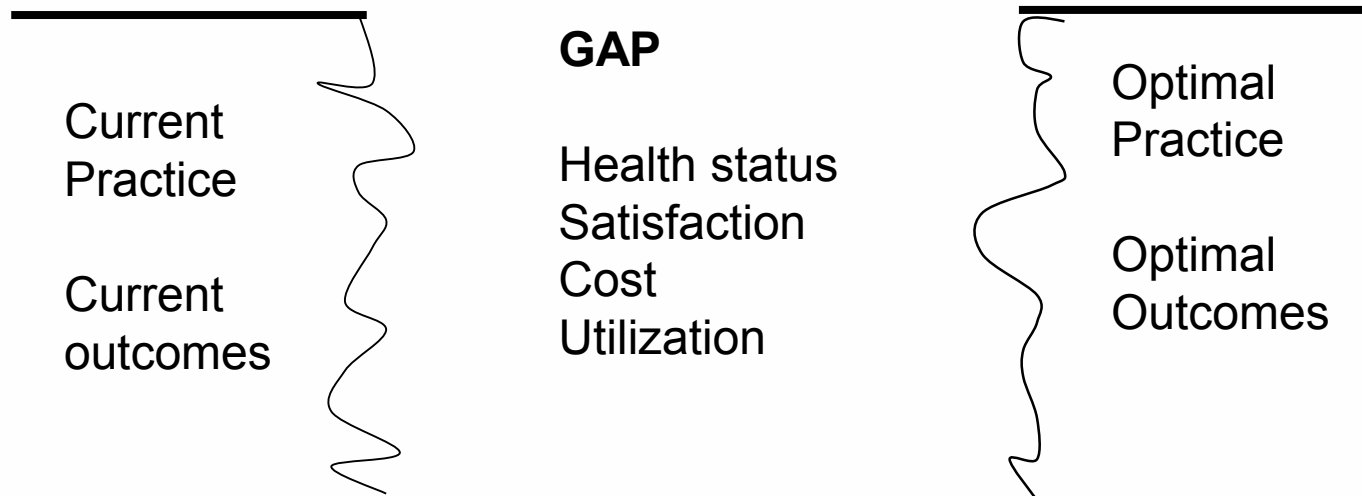 Current
Practice
Current
outcomes
GAP
Health status
Satisfaction
Cost
Utilization
Optimal
Practice
Optimal
Outcomes